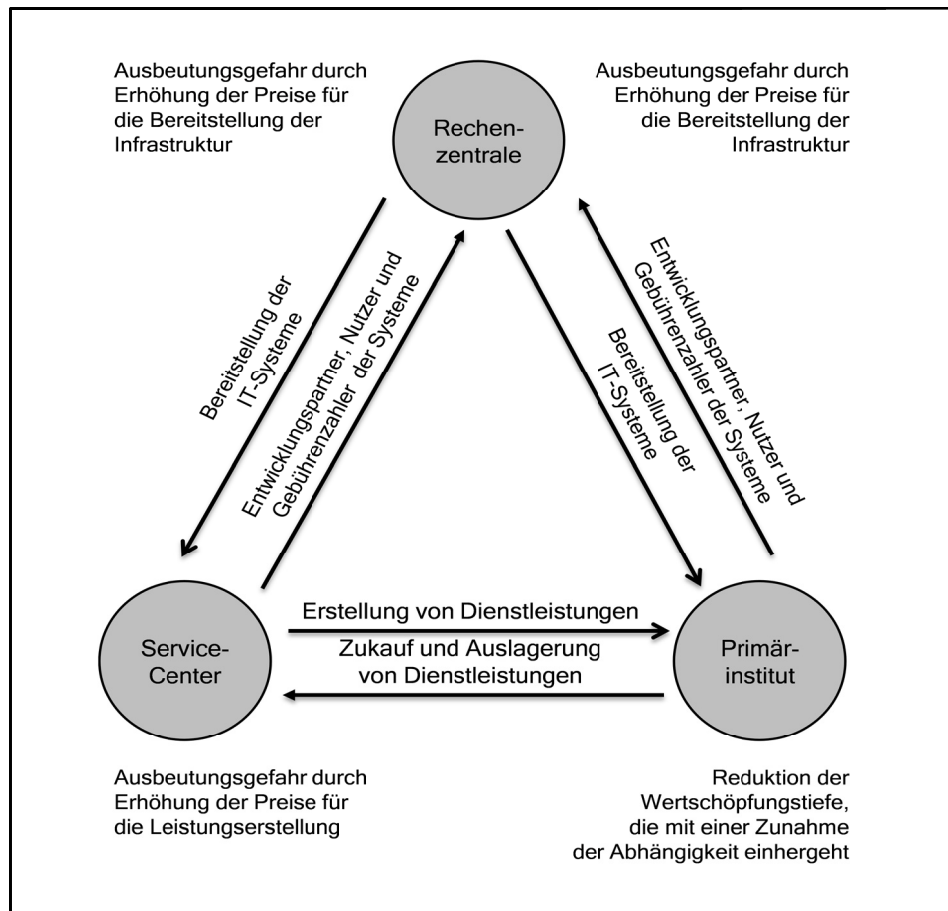 Ausbeutungsgefahr durch
Erhöhung der Preise für
die Bereitstellung der
Infrastruktur
Rechen-
zentrale
Ausbeutungsgefahr durch
Erhöhung der Preise für
die Bereitstellung der
Infrastruktur
Bereitstellung der
IT-Systeme
Entwicklungspartner, Nutzer und
Gebührenzahler der Systeme
Bereitstellung der
IT-Systeme
Entwicklungspartner, Nutzer und
Gebührenzahler der Systeme
Service-
Center
Erstellung von Dienstleistungen
Zukauf und Auslagerung
von Dienstleistungen
Primär-
institut
Ausbeutungsgefahr durch
Erhöhung der Preise für
die Leistungserstellung
Reduktion der
Wertschöpfungstiefe,
die mit einer Zunahme
der Abhängigkeit einhergeht